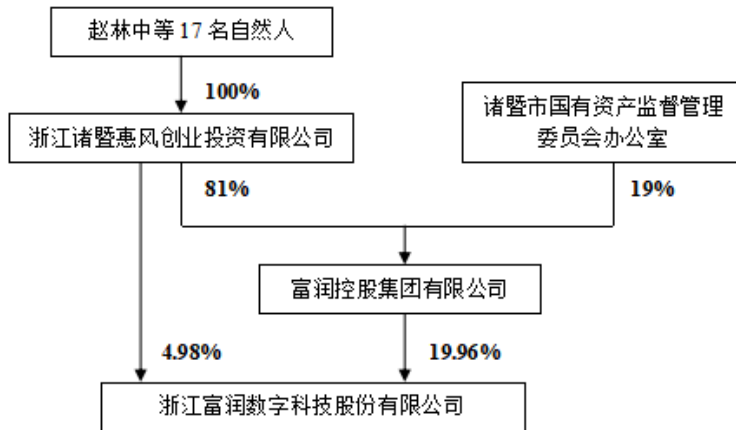 赵林中等 17 名自然人
100%
浙江诸暨惠风创业投资有限公司
诸暨市国有资产监督管理
委员会办公室
81%
19%
富润控股集团有限公司
4.98%
19.96%
浙江富润数字科技股份有限公司